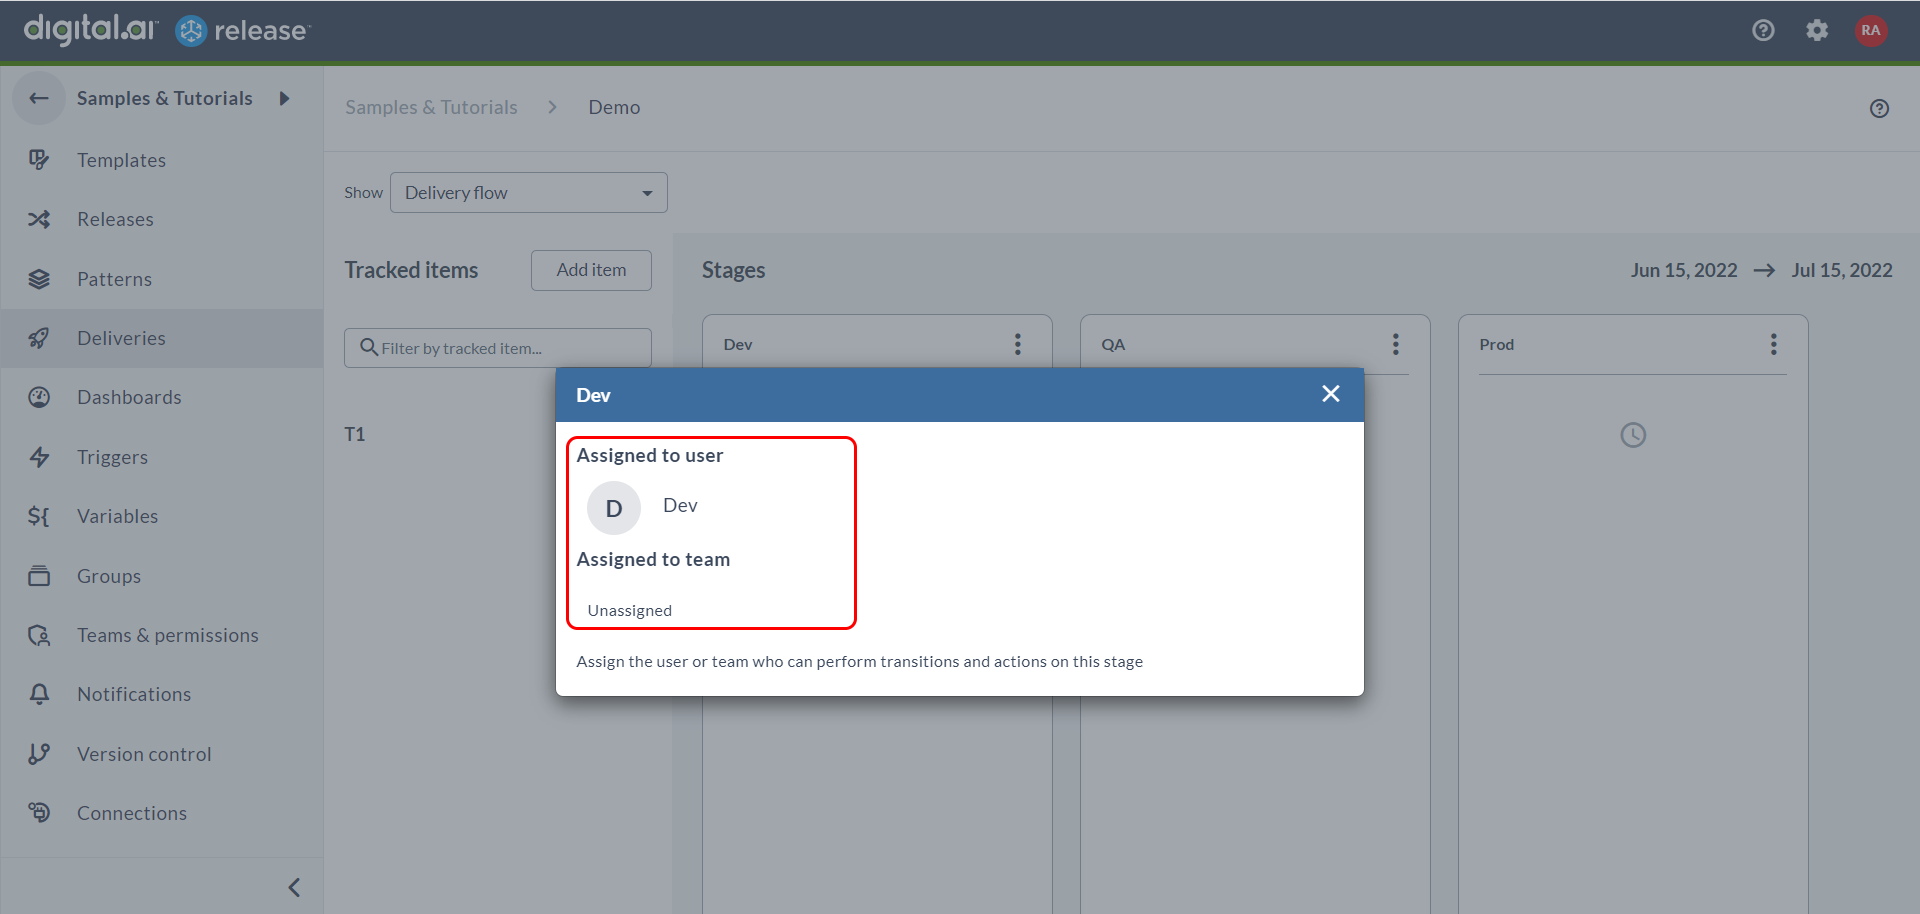 digital.ai™ release™
RA
Samples & Tutorials
Templates
Releases
Patterns
Deliveries
Dashboards
Triggers
Variables
Groups
Teams & permissions
Notifications
Version control
Connections
Samples & Tutorials > Demo
Show Delivery flow
Tracked items Add item
Filter by tracked item...
T1
Stages
Jun 15, 2022 → Jul 15, 2022
Dev
QA
Prod
Dev
Assigned to user
D Dev
Assigned to team
Unassigned
Assign the user or team who can perform transitions and actions on this stage